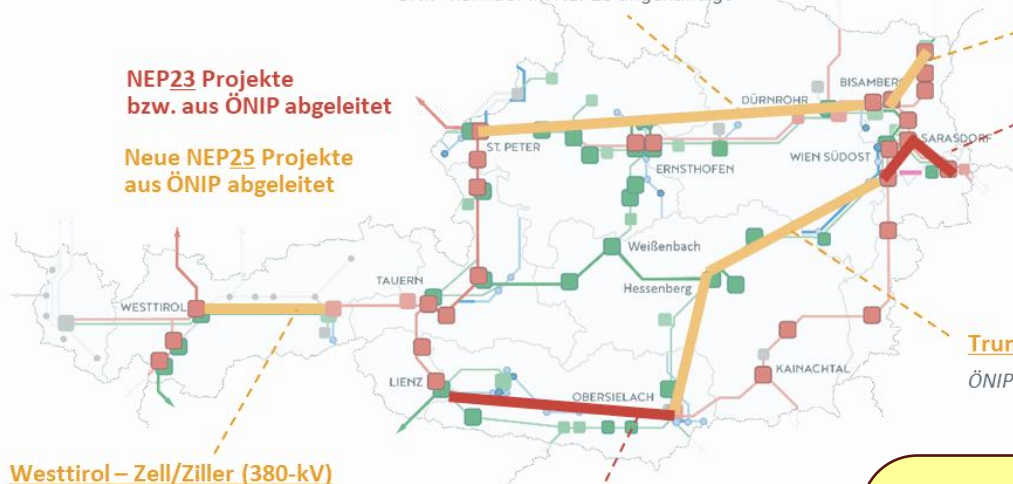 NEP23 Projekte
bzw. aus ÖNIP abgeleitet
Neue NEP25 Projekte
aus ÖNIP abgeleitet
BISAMBERG
DÜRNROHR
ST. PETER
SARASDORF
WIEN SÜDOST
ERNSTHOFEN
Weißenbach
TAUERN
Hessenberg
WESTTIROL
LIENZ
OBERSIELACH
KAINACHTAL
ÖNIP
Westtirol – Zell/Ziller (380-kV)